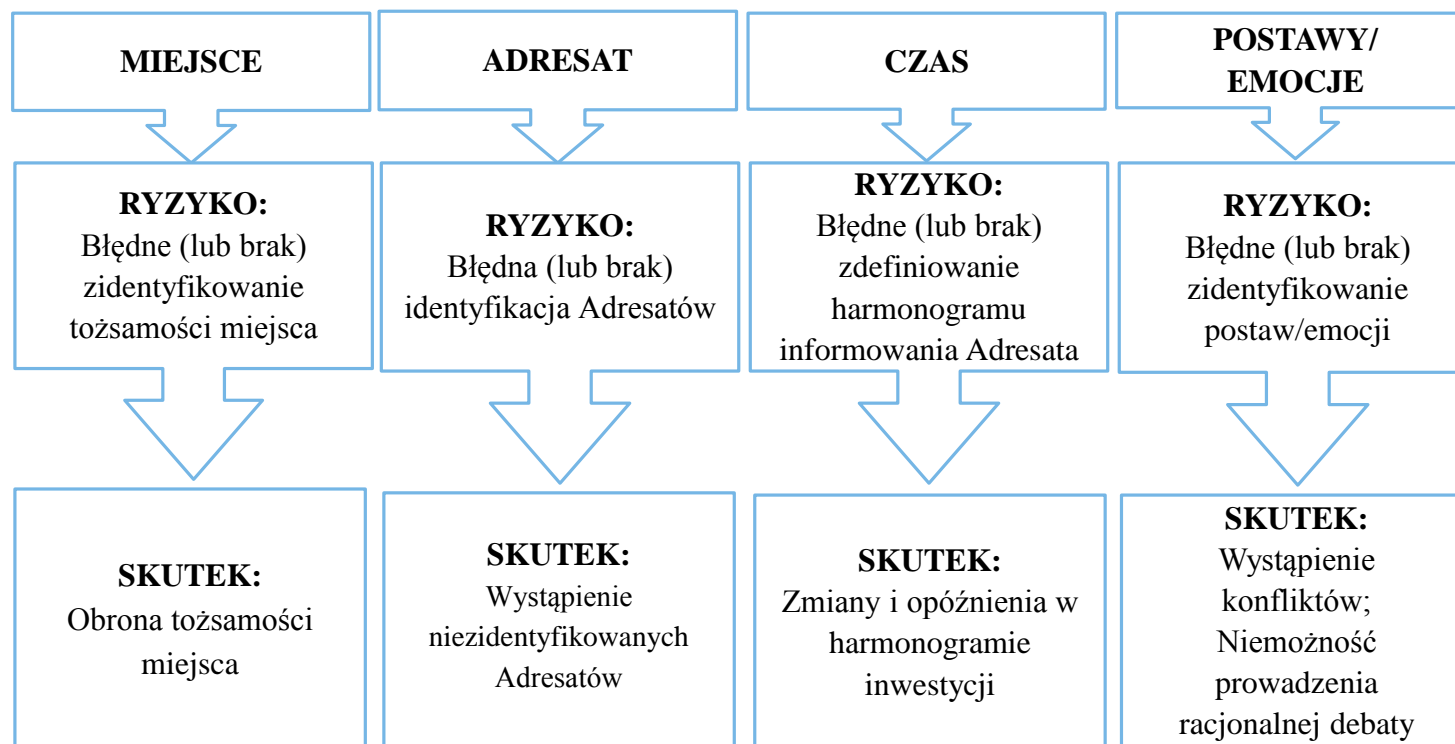 MIEJSCE
ADRESAT
CZAS
POSTAWY/
EMOCJE
RYZYKO:
Błędne (lub brak)
zidentyfikowanie
tożsamości miejsca
RYZYKO:
Błędna (lub brak)
identyfikacja Adresatów
RYZYKO:
Błędne (lub brak)
zdefiniowanie
harmonogramu
informowania Adresata
RYZYKO:
Błędne (lub brak)
zidentyfikowanie
postaw/emocji
SKUTEK:
Obrona tożsamości
miejsca
SKUTEK:
Wystąpienie
niezidentyfikowanych
Adresatów
SKUTEK:
Zmiany i opóźnienia w
harmonogramie
inwestycji
SKUTEK:
Wystąpienie
konfliktów;
Niemożność
prowadzenia
racjonalnej debaty